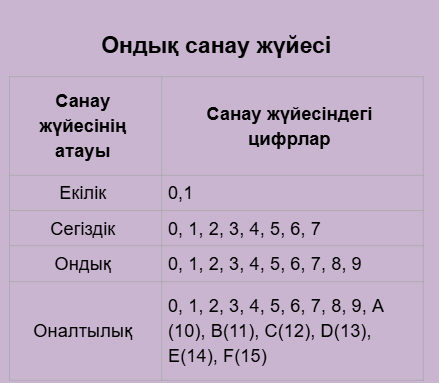 Ондық санау жүйесі
Санау
жүйесінің
атауы
Санау жүйесіндегі
цифрлар
Екілік
0,1
Сегіздік
0, 1, 2, 3, 4, 5, 6, 7
Ондық
0, 1, 2, 3, 4, 5, 6, 7, 8, 9
Оналтылық
0, 1, 2, 3, 4, 5, 6, 7, 8, 9, A
(10), B(11), C(12), D(13),
E(14), F(15)